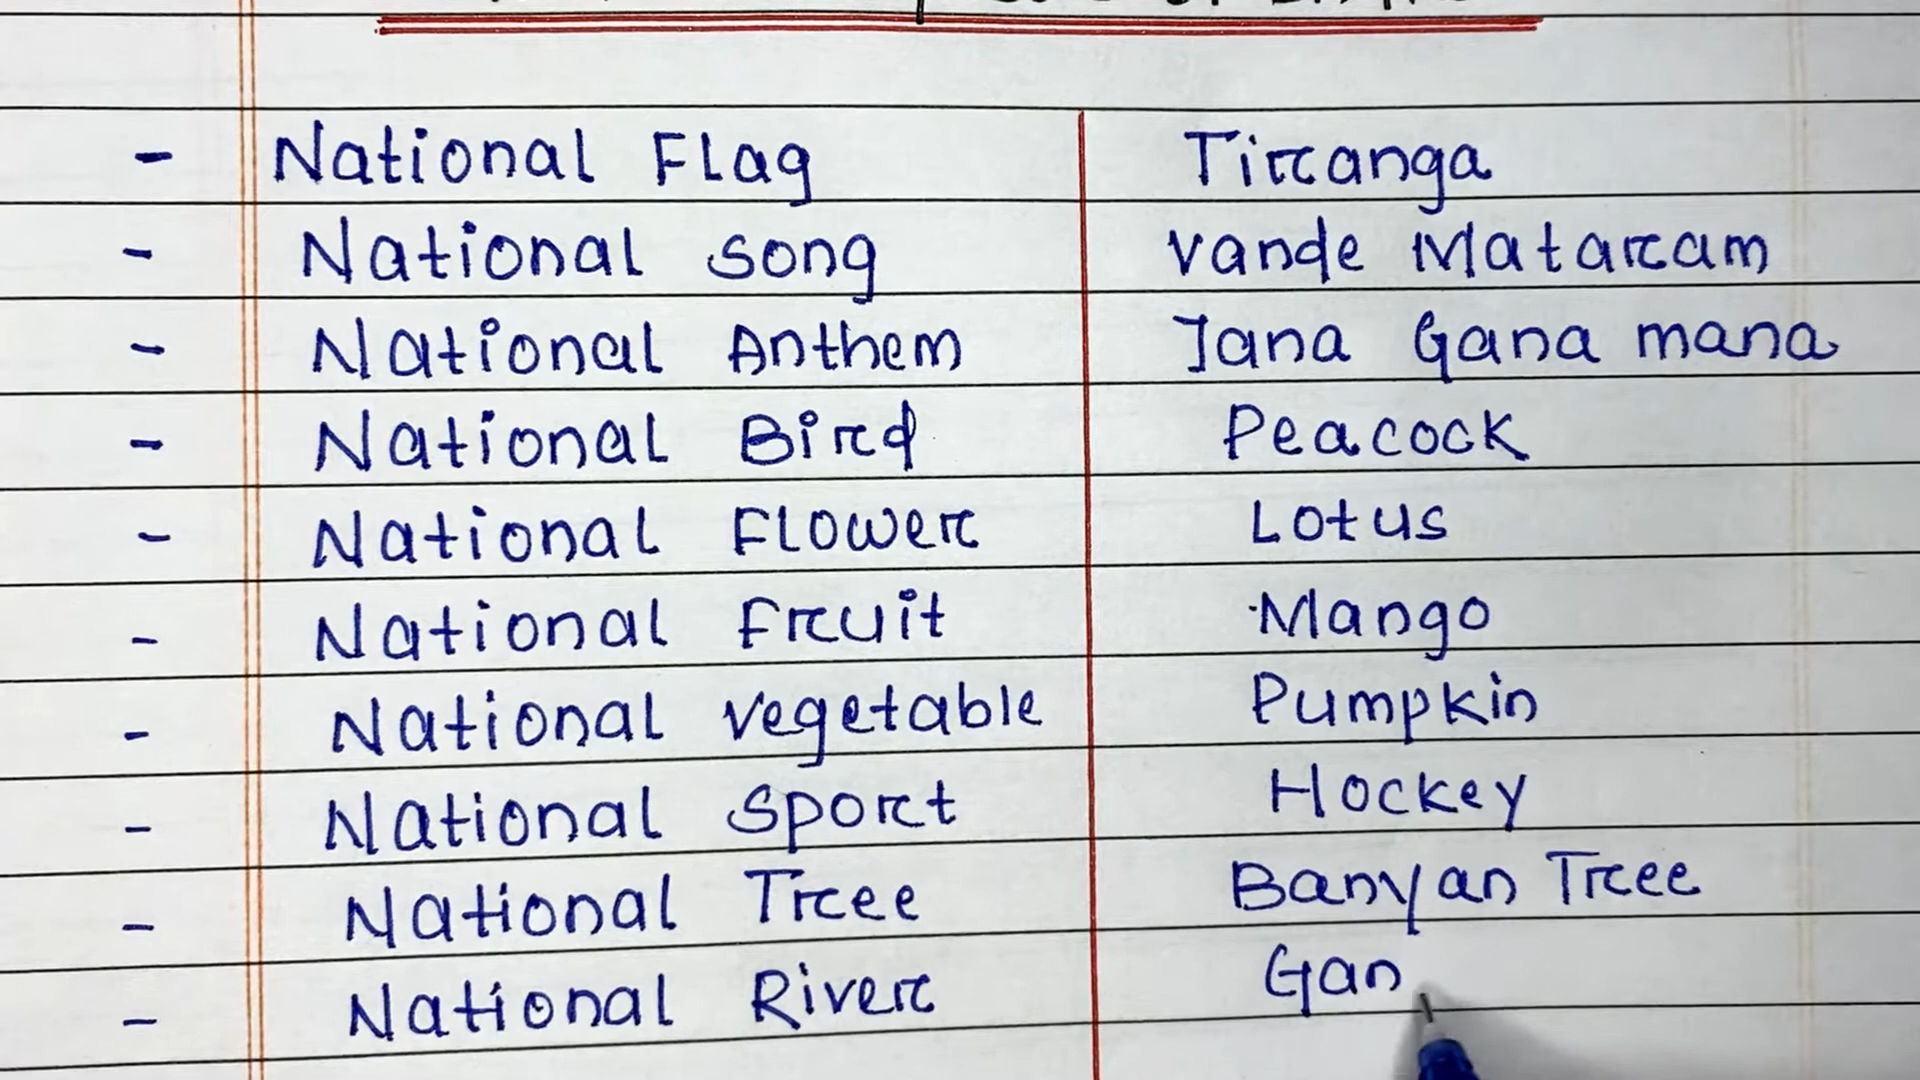 - National Flag Tiranga
- National song vande Mataram
- National Anthem Jana Gana mana
- National Bird Peacock
- National Flower Lotus
- National Fruit Mango
- National vegetable Pumpkin
- National sport Hockey
- National Tree Banyan Tree
- National River Gan